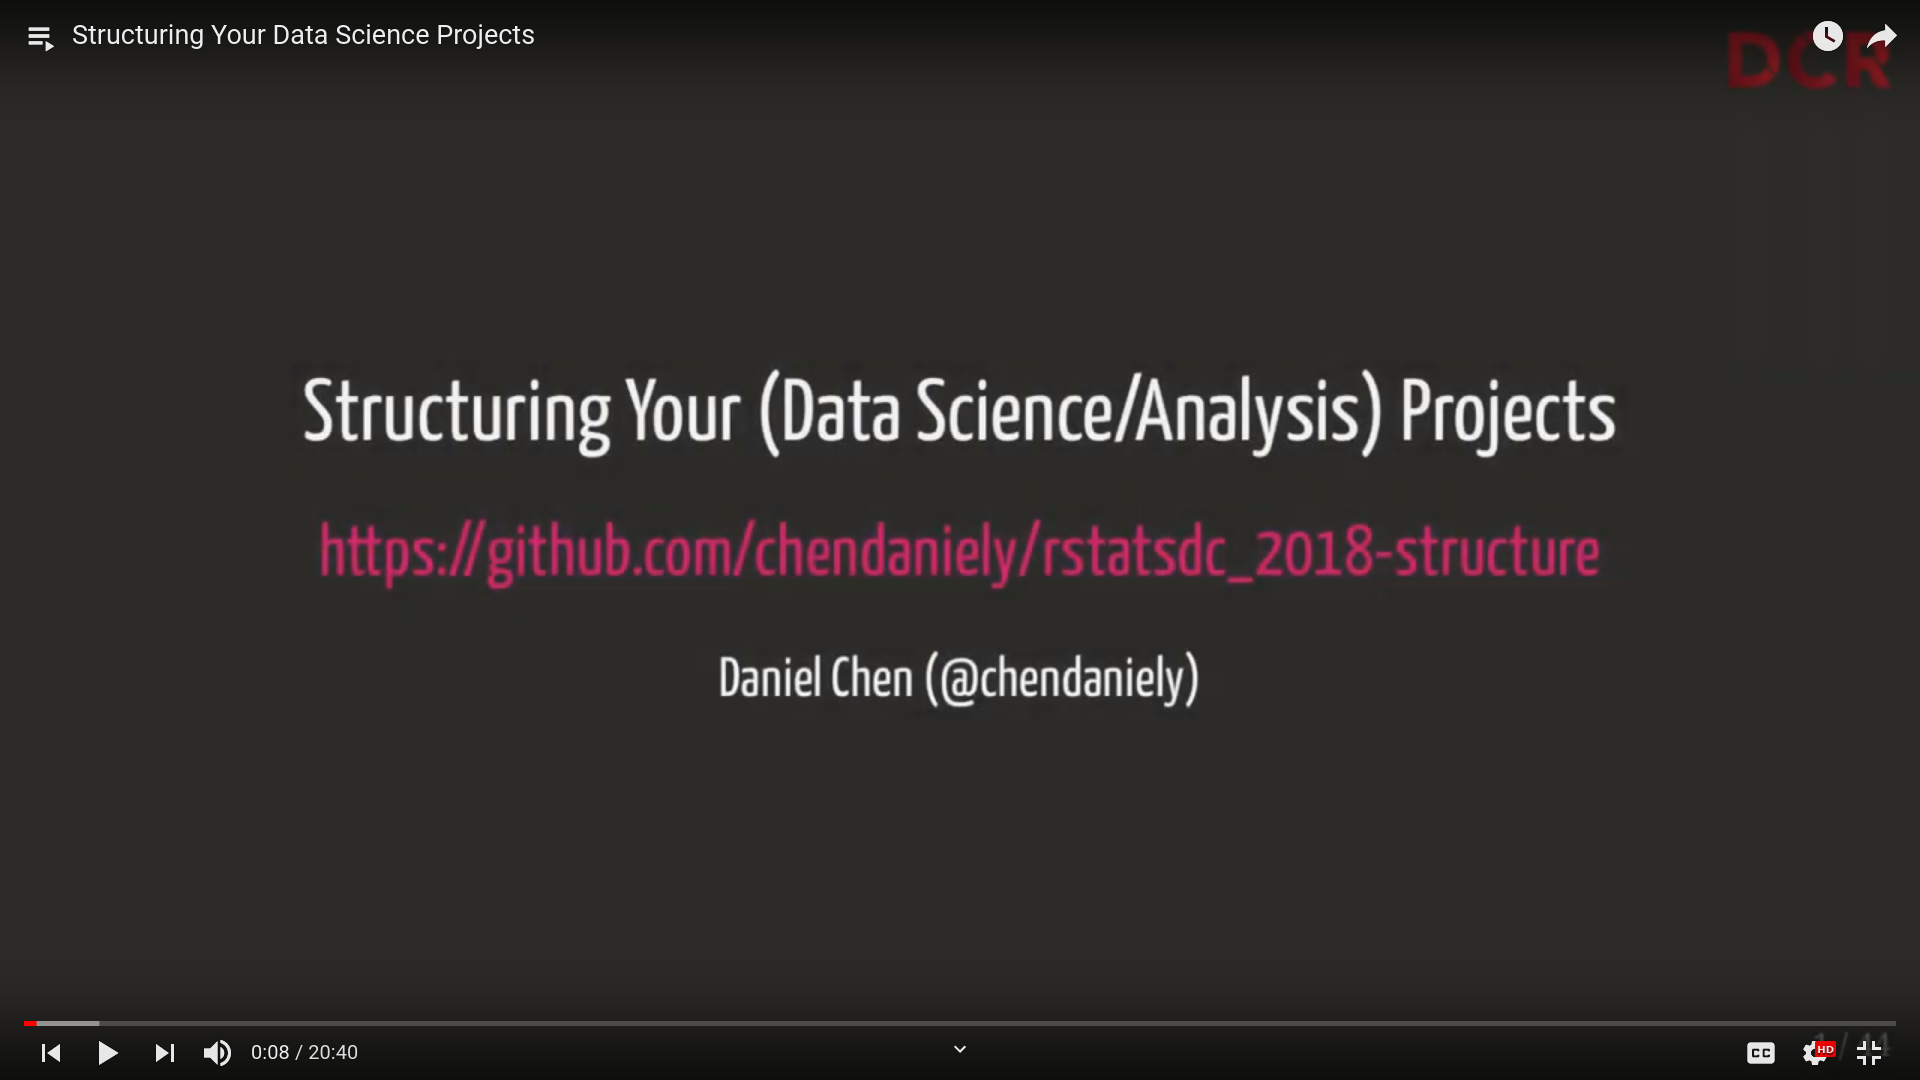 Structuring Your Data Science Projects
DCR
Structuring Your (Data Science/Analysis) Projects
https://github.com/chendaniely/rstatsdc_2018-structure
Daniel Chen (@chendaniely)
0:08 / 20:40
CC
HD